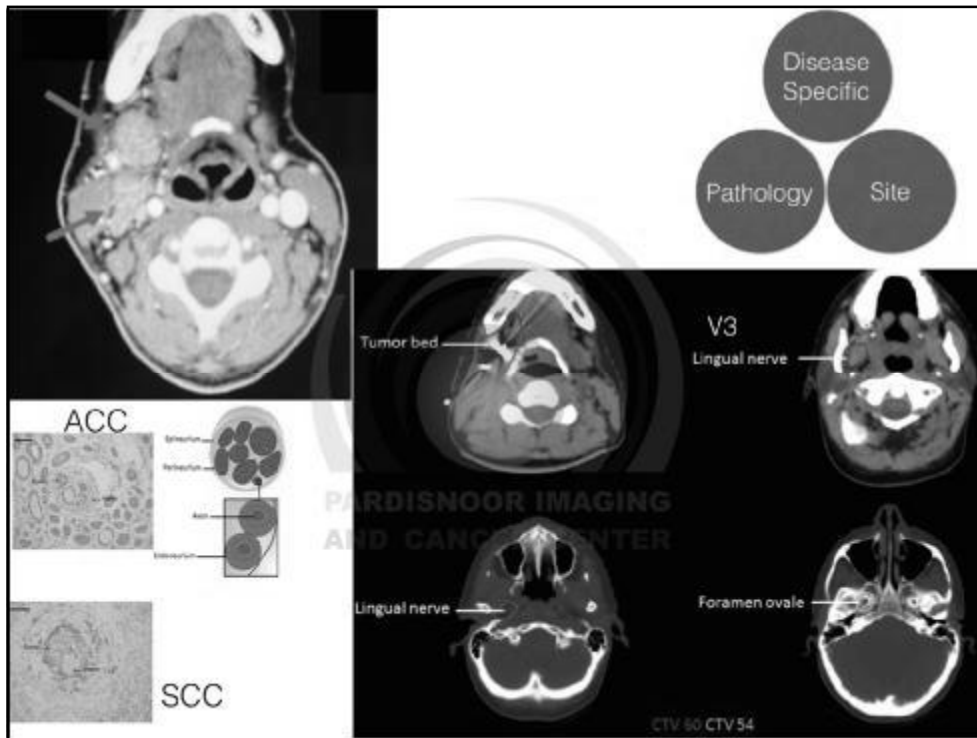 Disease
Specific
Pathology
Site
Tumor bed
V3
Lingual nerve
ACC
Epineurium
Perineurium
Axon
Endoneurium
PARDISNOOR IMAGING
AND CANCER CENTER
Lingual nerve
Foramen ovale
SCC
CTV 60 CTV 54